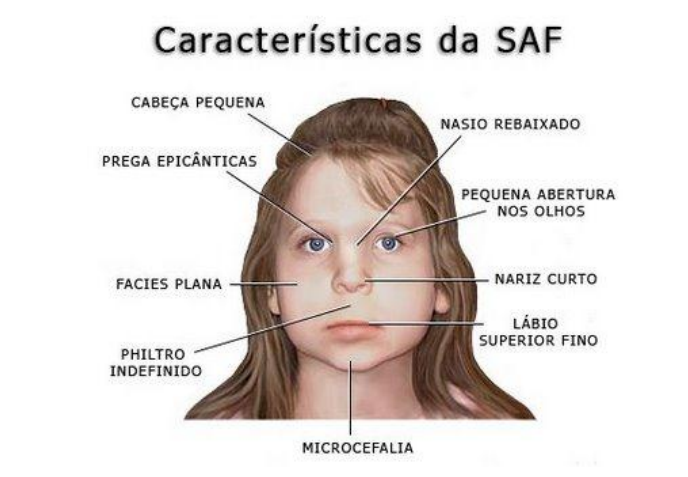 Características da SAF
CABEÇA PEQUENA
NASIO REBAIXADO
PREGA EPICÂNTICAS
PEQUENA ABERTURA
NOS OLHOS
FACIES PLANA
NARIZ CURTO
LÁBIO
SUPERIOR FINO
PHILTRO
INDEFINIDO
MICROCEFALIA